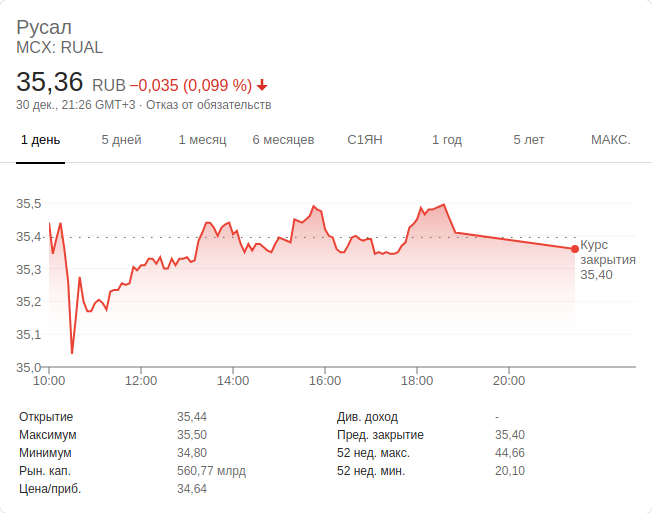 Русал
MCX: RUAL
35,36 RUB −0,035 (0,099 %)
30 дек., 21:26 GMT+3 · Отказ от обязательств
1 день 5 дней 1 месяц 6 месяцев С1ЯН 1 год 5 лет МАКС.
35,5
35,4
35,3
35,2
35,1
35,0
Курс
закрытия
35,40
10:00 12:00 14:00 16:00 18:00 20:00
Открытие 35,44 Див. доход -
Максимум 35,50 Пред. закрытие 35,40
Минимум 34,80 52 нед. макс. 44,66
Рын. кап. 560,77 млрд 52 нед. мин. 20,10
Цена/приб. 34,64